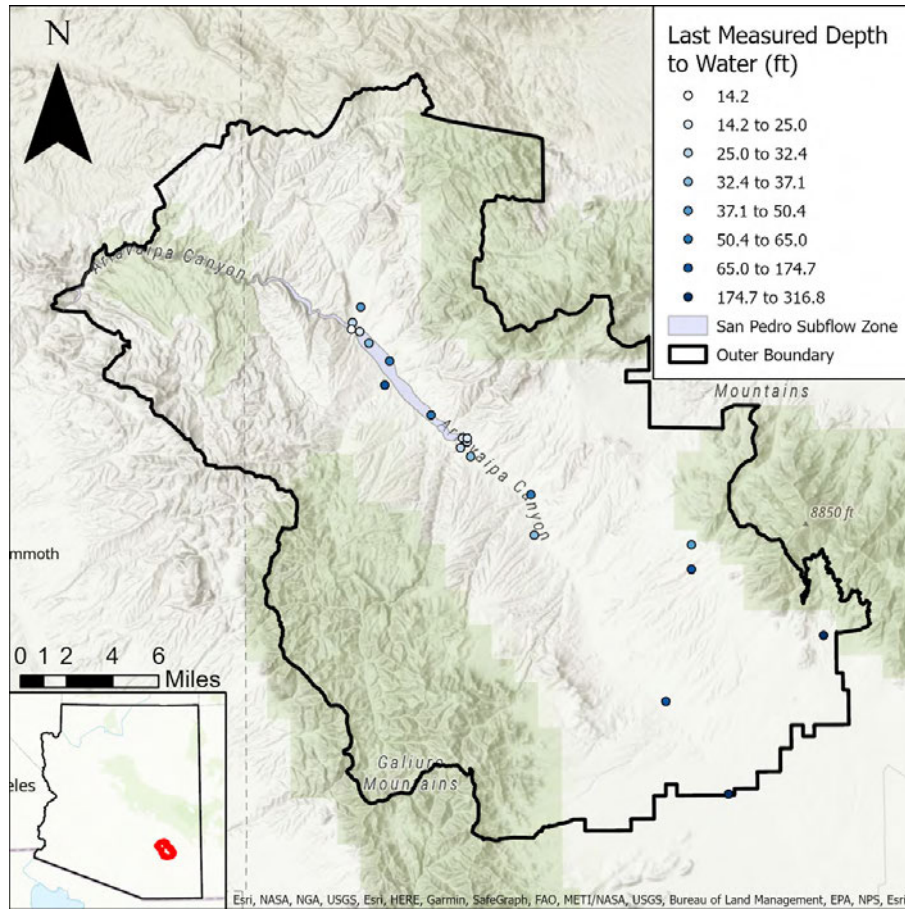 N
Last Measured Depth
to Water (ft)
14.2
14.2 to 25.0
25.0 to 32.4
32.4 to 37.1
37.1 to 50.4
50.4 to 65.0
65.0 to 174.7
174.7 to 316.8
San Pedro Subflow Zone
Outer Boundary
Aravaipa Canyon
Mountains
Aravaipa Canyon
8850 ft
mmoth
0 1 2 4 6
Miles
Galiuro
Mountains
eles
Esri, NASA, NGA, USGS, Esri, HERE, Garmin, SafeGraph, FAO, METI/NASA, USGS, Bureau of Land Management, EPA, NPS, Esri